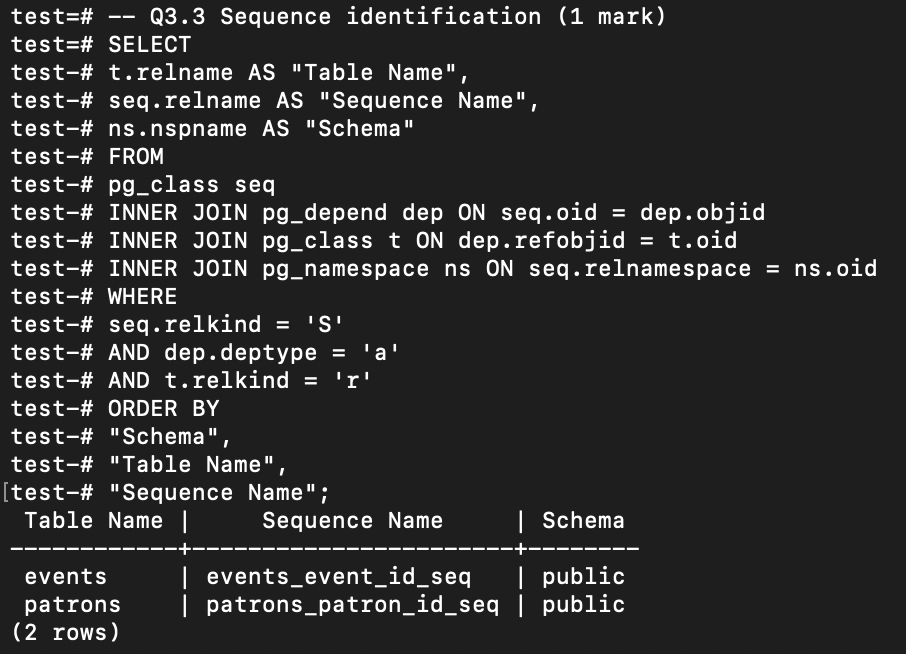 test=# -- Q3.3 Sequence identification (1 mark)
test=# SELECT
test-# t.relname AS "Table Name",
test-# seq.relname AS "Sequence Name",
test-# ns.nspname AS "Schema"
test-# FROM
test-# pg_class seq
test-# INNER JOIN pg_depend dep ON seq.oid = dep.objid
test-# INNER JOIN pg_class t ON dep.refobjid = t.oid
test-# INNER JOIN pg_namespace ns ON seq.relnamespace = ns.oid
test-# WHERE
test-# seq.relkind = 'S'
test-# AND dep.deptype = 'a'
test-# AND t.relkind = 'r'
test-# ORDER BY
test-# "Schema",
test-# "Table Name",
[test-# "Sequence Name";
 Table Name |     Sequence Name     | Schema
------------+-----------------------+--------
 events     | events_event_id_seq   | public
 patrons    | patrons_patron_id_seq | public
(2 rows)